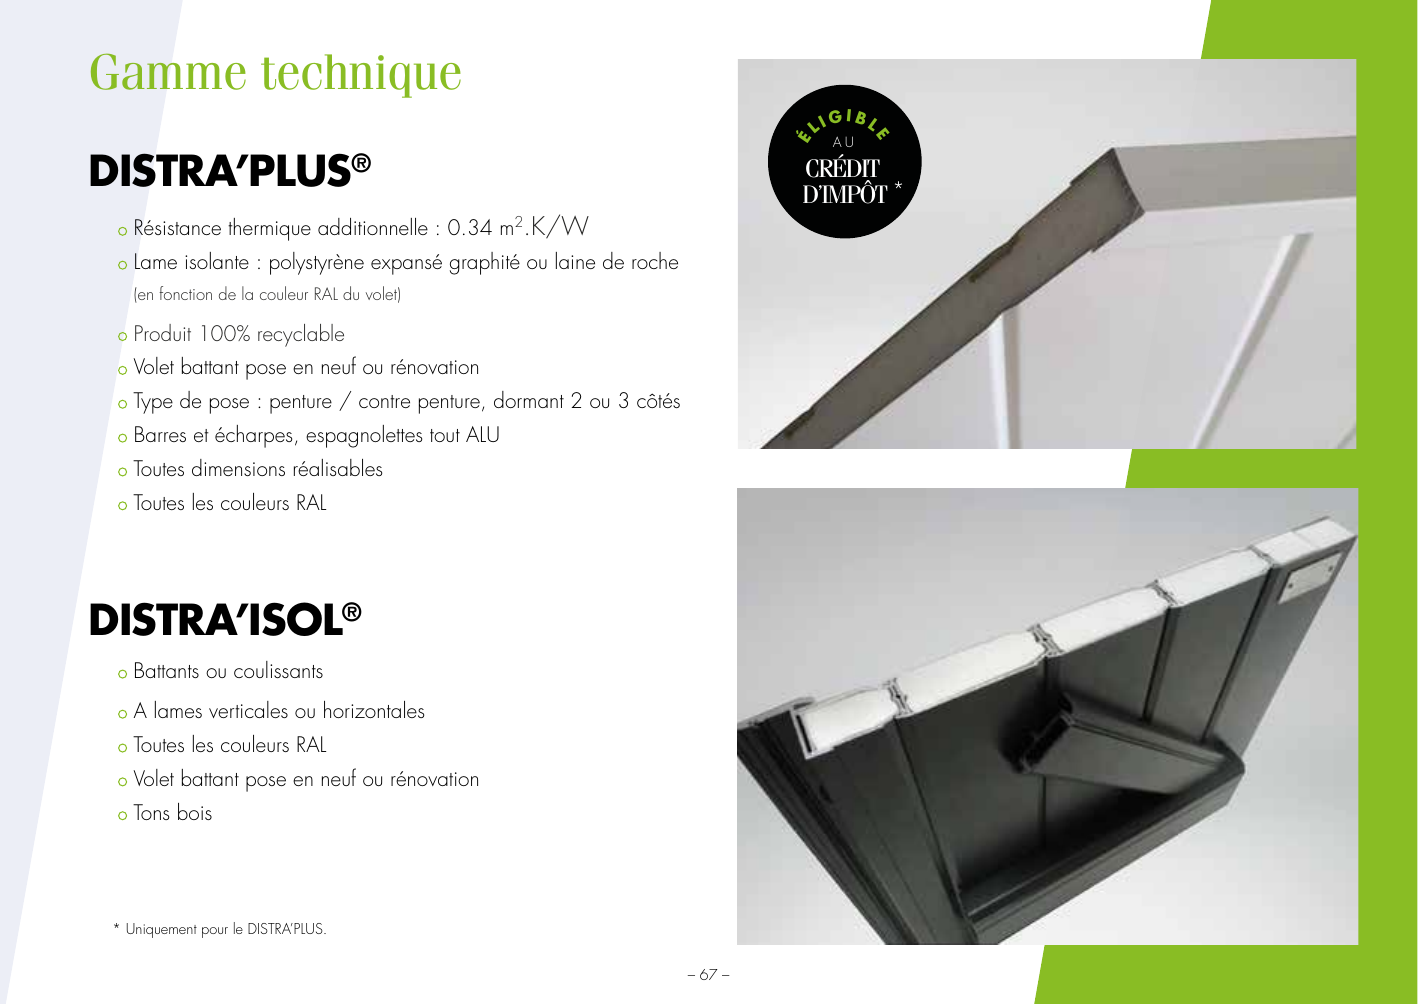 Gamme technique
DISTRA’PLUS®
Résistance thermique additionnelle : 0.34 m².K/W
Lame isolante : polystyrène expansé graphité ou laine de roche
(en fonction de la couleur RAL du volet)
Produit 100% recyclable
Volet battant pose en neuf ou rénovation
Type de pose : penture / contre penture, dormant 2 ou 3 côtés
Barres et écharpes, espagnolettes tout ALU
Toutes dimensions réalisables
Toutes les couleurs RAL
DISTRA’ISOL®
Battants ou coulissants
A lames verticales ou horizontales
Toutes les couleurs RAL
Volet battant pose en neuf ou rénovation
Tons bois
* Uniquement pour le DISTRA’PLUS.
ÉLIGIBLE
AU
CRÉDIT
D’IMPÔT *
– 67 –